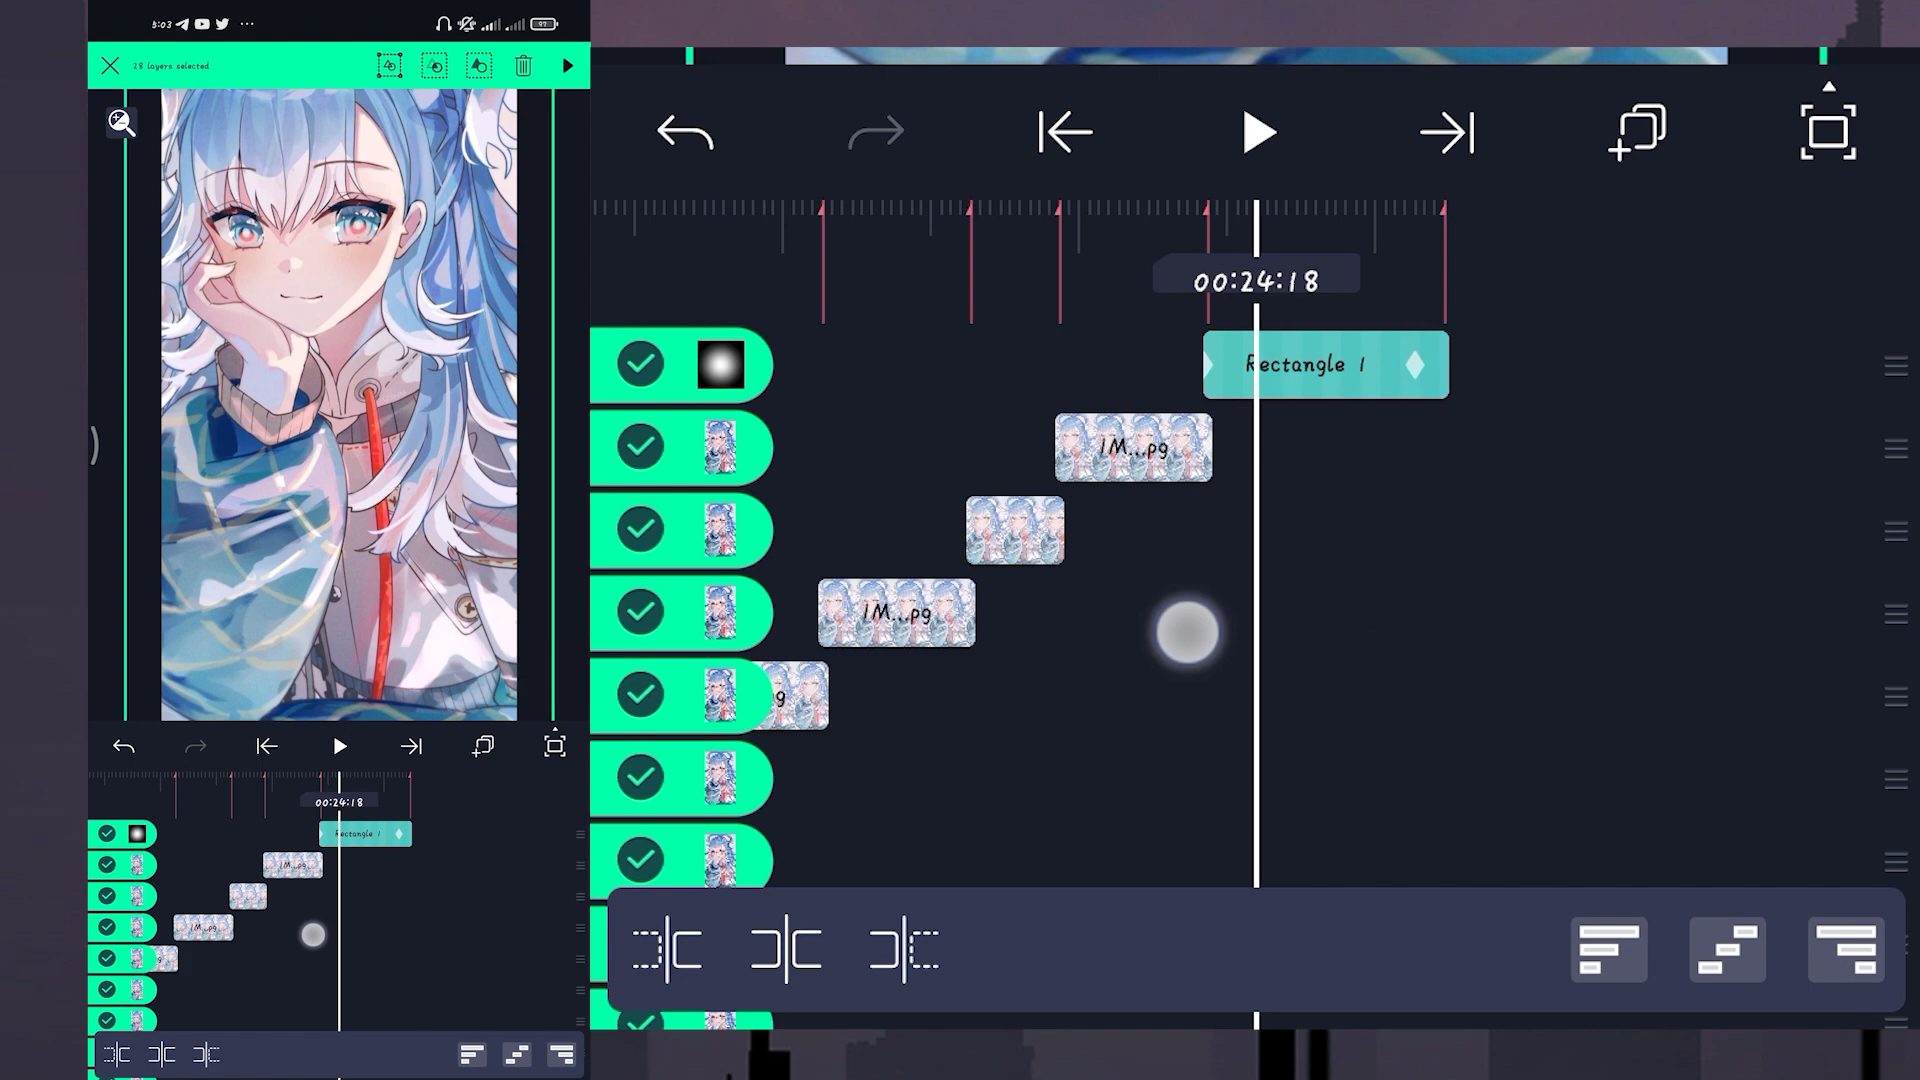 5:03
97
28 layers selected
00:24:18
Rectangle 1
IM...pg
IM...pg
g
00:24:18
Rectangle 1
IM...pg
IM...pg
g